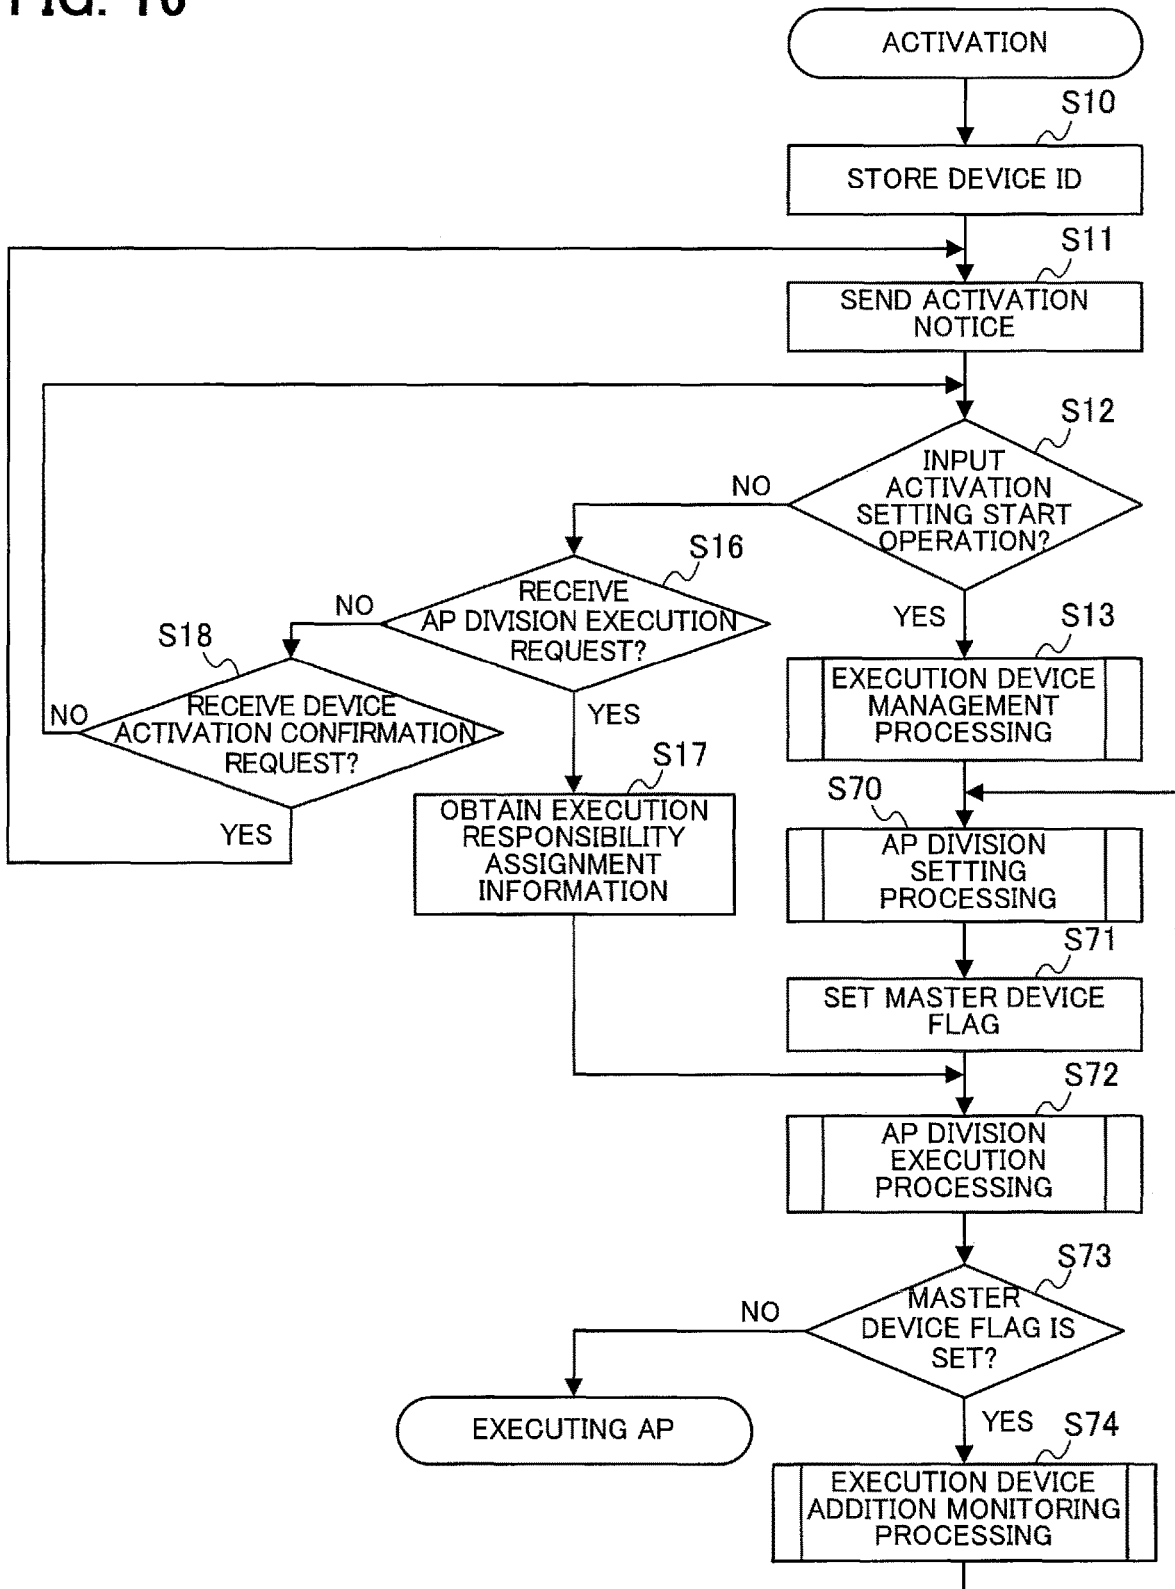 ACTIVATION
S10
STORE DEVICE ID
S11
SEND ACTIVATION
NOTICE
S12
INPUT
ACTIVATION
SETTING START
OPERATION?
NO
YES
S16
RECEIVE
AP DIVISION EXECUTION
REQUEST?
NO
YES
S18
RECEIVE DEVICE
ACTIVATION CONFIRMATION
REQUEST?
NO
YES
S17
OBTAIN EXECUTION
RESPONSIBILITY
ASSIGNMENT
INFORMATION
S13
EXECUTION DEVICE
MANAGEMENT
PROCESSING
S70
AP DIVISION
SETTING
PROCESSING
S71
SET MASTER DEVICE
FLAG
S72
AP DIVISION
EXECUTION
PROCESSING
S73
MASTER
DEVICE FLAG IS
SET?
NO
EXECUTING AP
YES
S74
EXECUTION DEVICE
ADDITION MONITORING
PROCESSING